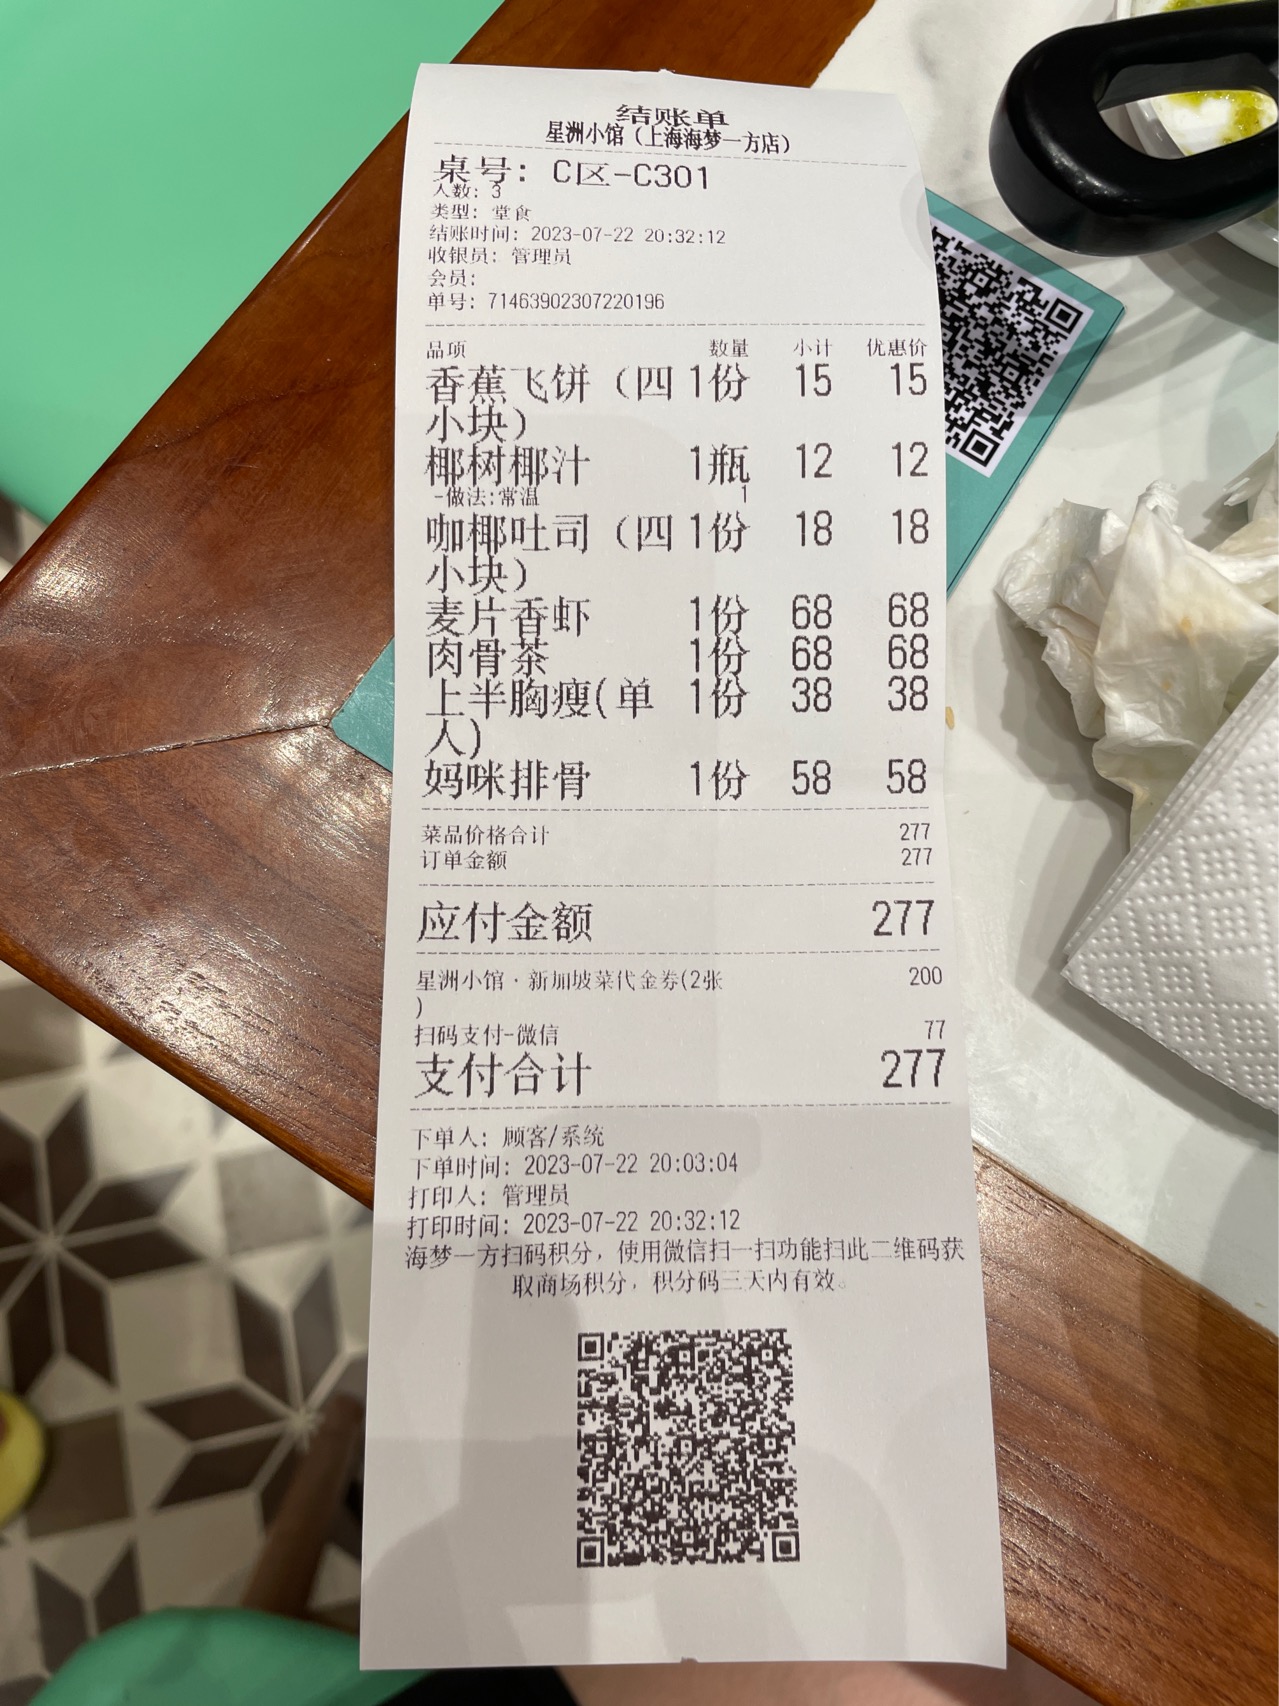 结账单
星洲小馆（上海海梦一方店）
桌号：C区-C301
人数：3
类型：堂食
结账时间：2023-07-22 20:32:12
收银员：管理员
会员：
单号：71463902307220196
品项 数量 小计 优惠价
香蕉飞饼（四 1份 15 15
小块）
椰树椰汁 1瓶 12 12
-做法:常温 1
咖椰吐司（四 1份 18 18
小块）
麦片香虾 1份 68 68
肉骨茶 1份 68 68
上半胸瘦(单 1份 38 38
人)
妈咪排骨 1份 58 58
菜品价格合计 277
订单金额 277
应付金额 277
星洲小馆·新加坡菜代金券(2张 200
)
扫码支付-微信 77
支付合计 277
下单人：顾客/系统
下单时间：2023-07-22 20:03:04
打印人：管理员
打印时间：2023-07-22 20:32:12
海梦一方扫码积分，使用微信扫一扫功能扫此二维码获
取商场积分，积分码三天内有效。